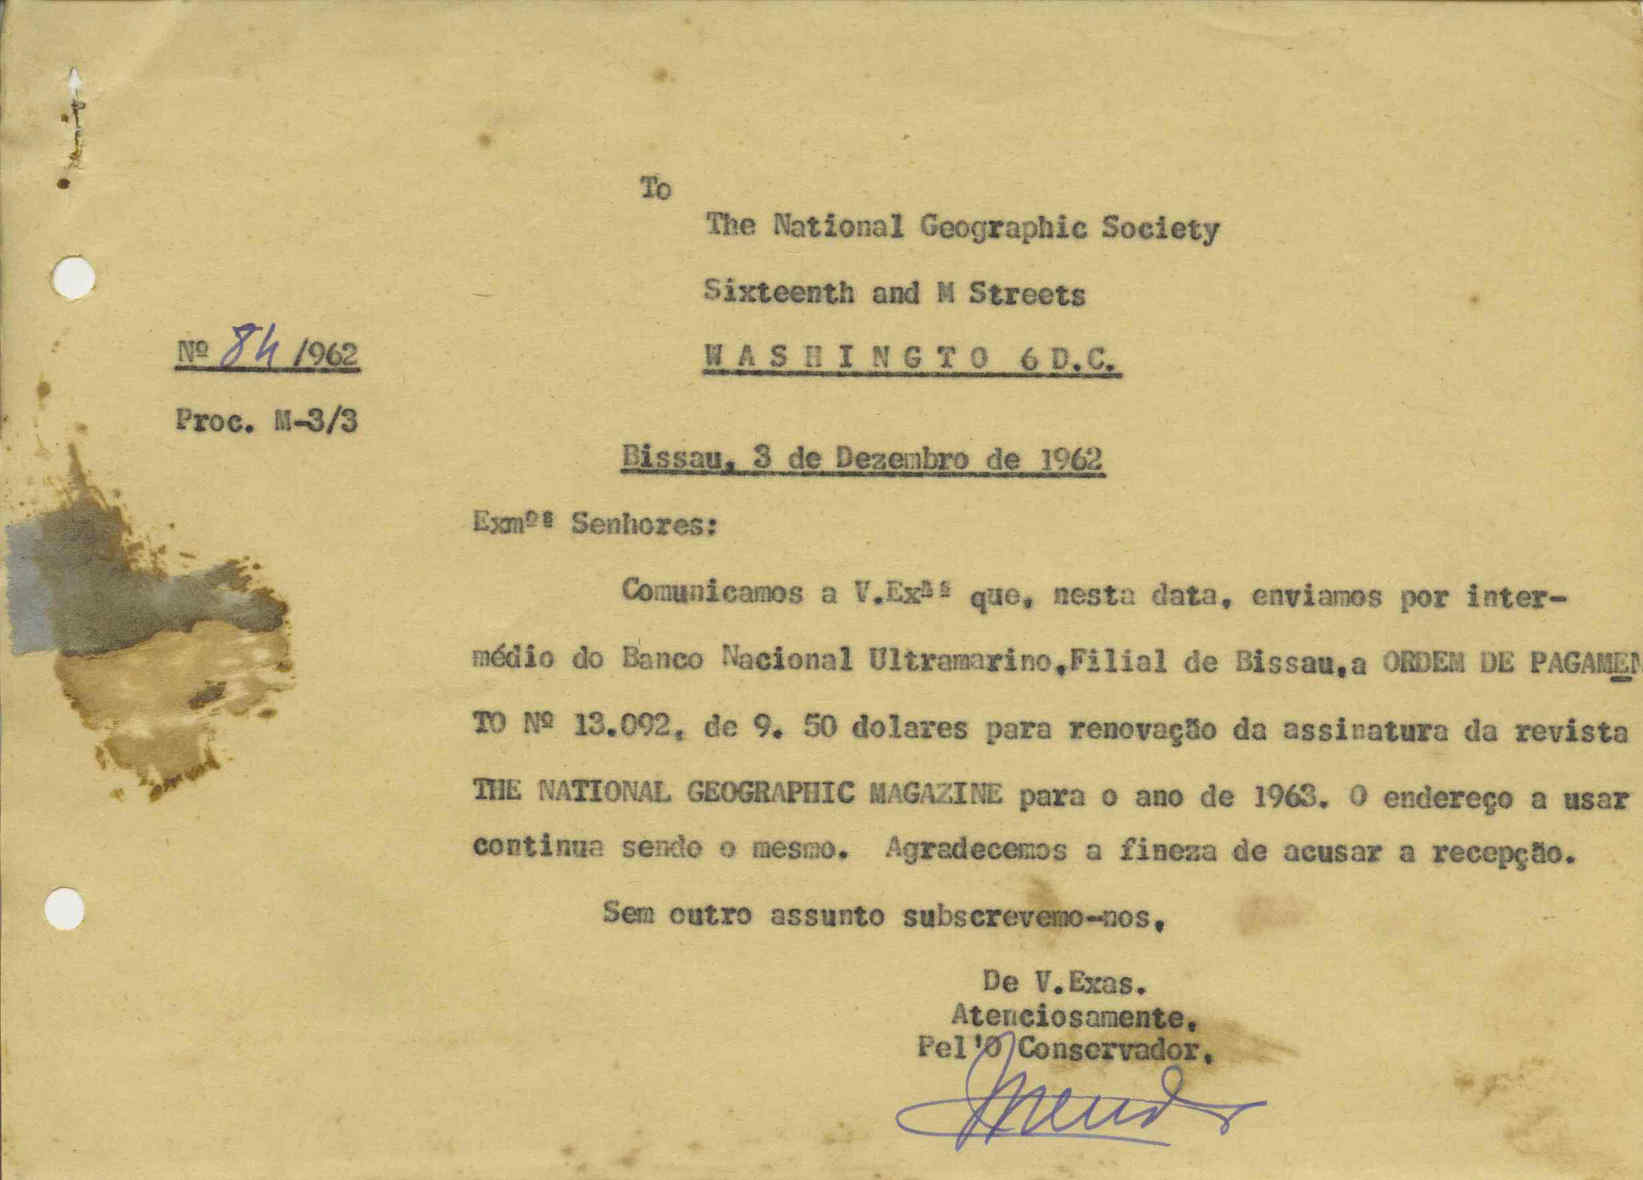 To
The National Geographic Society
Sixteenth and M Streets
Nº 84 /1962
W A S H I N G T O  6 D.C.
Proc. M-3/3
Bissau, 3 de Dezembro de 1962
Exmºs Senhores:
Comunicamos a V.Exªs que, nesta data, enviamos por inter-
médio do Banco Nacional Ultramarino,Filial de Bissau,a ORDEM DE PAGAMEN
TO Nº 13.092, de 9. 50 dolares para renovação da assinatura da revista
THE NATIONAL GEOGRAPHIC MAGAZINE para o ano de 1963. O endereço a usar
continua sendo o mesmo. Agradecemos a fineza de acusar a recepção.
Sem outro assunto subscrevemo-nos,
De V.Exas.
Atenciosamente,
Pel'O Conservador,